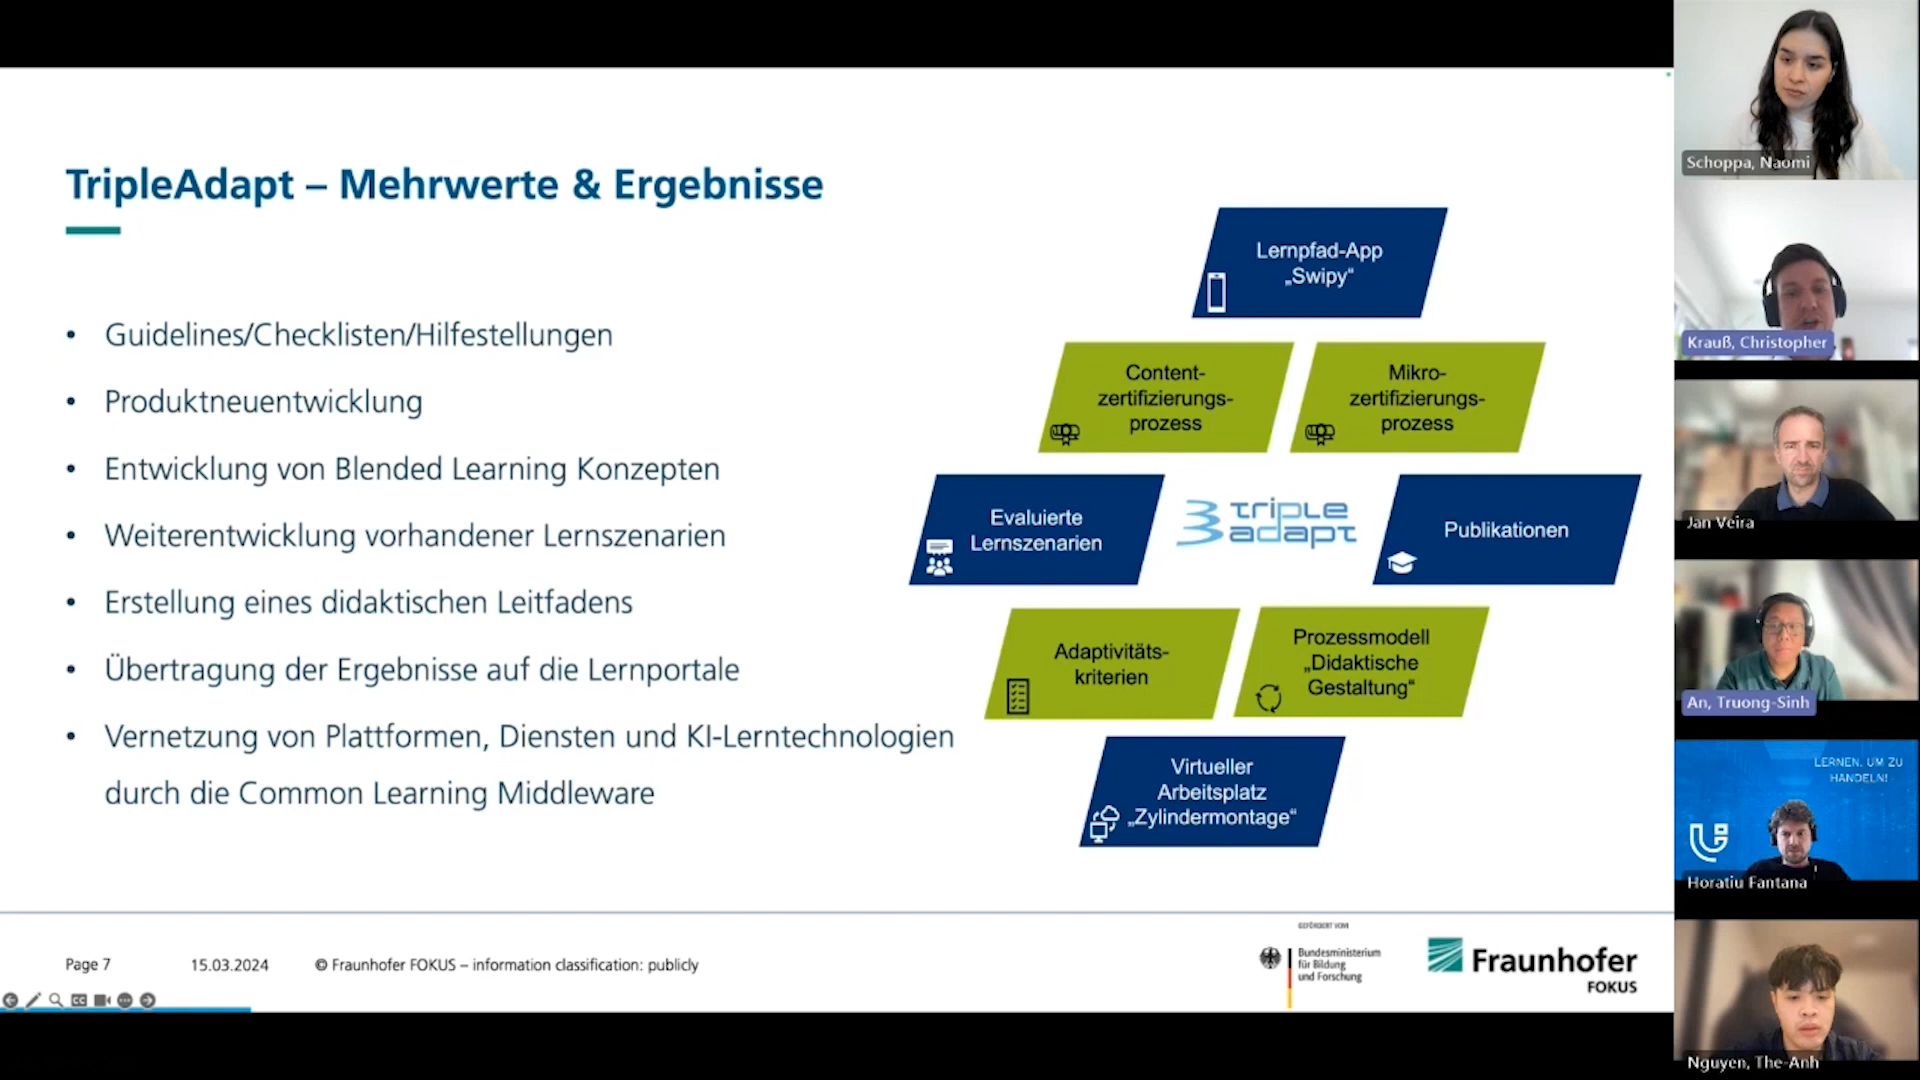 TripleAdapt – Mehrwerte & Ergebnisse
• Guidelines/Checklisten/Hilfestellungen
• Produktneuentwicklung
• Entwicklung von Blended Learning Konzepten
• Weiterentwicklung vorhandener Lernszenarien
• Erstellung eines didaktischen Leitfadens
• Übertragung der Ergebnisse auf die Lernportale
• Vernetzung von Plattformen, Diensten und KI-Lerntechnologien
durch die Common Learning Middleware
Lernpfad-App
„Swipy“
Content-
zertifizierungs-
prozess
Mikro-
zertifizierungs-
prozess
Evaluierte
Lernszenarien
triple
adapt
Publikationen
Adaptivitäts-
kriterien
Prozessmodell
„Didaktische
Gestaltung“
Virtueller
Arbeitsplatz
„Zylindermontage“
Page 7
15.03.2024
© Fraunhofer FOKUS – information classification: publicly
GEFÖRDERT VOM
Bundesministerium
für Bildung
und Forschung
Fraunhofer
FOKUS
CC
Schoppa, Naomi
Krauß, Christopher
Jan Veira
An, Truong-Sinh
LERNEN. UM ZU
HANDELN!
Horatiu Fantana
Nguyen, The-Anh